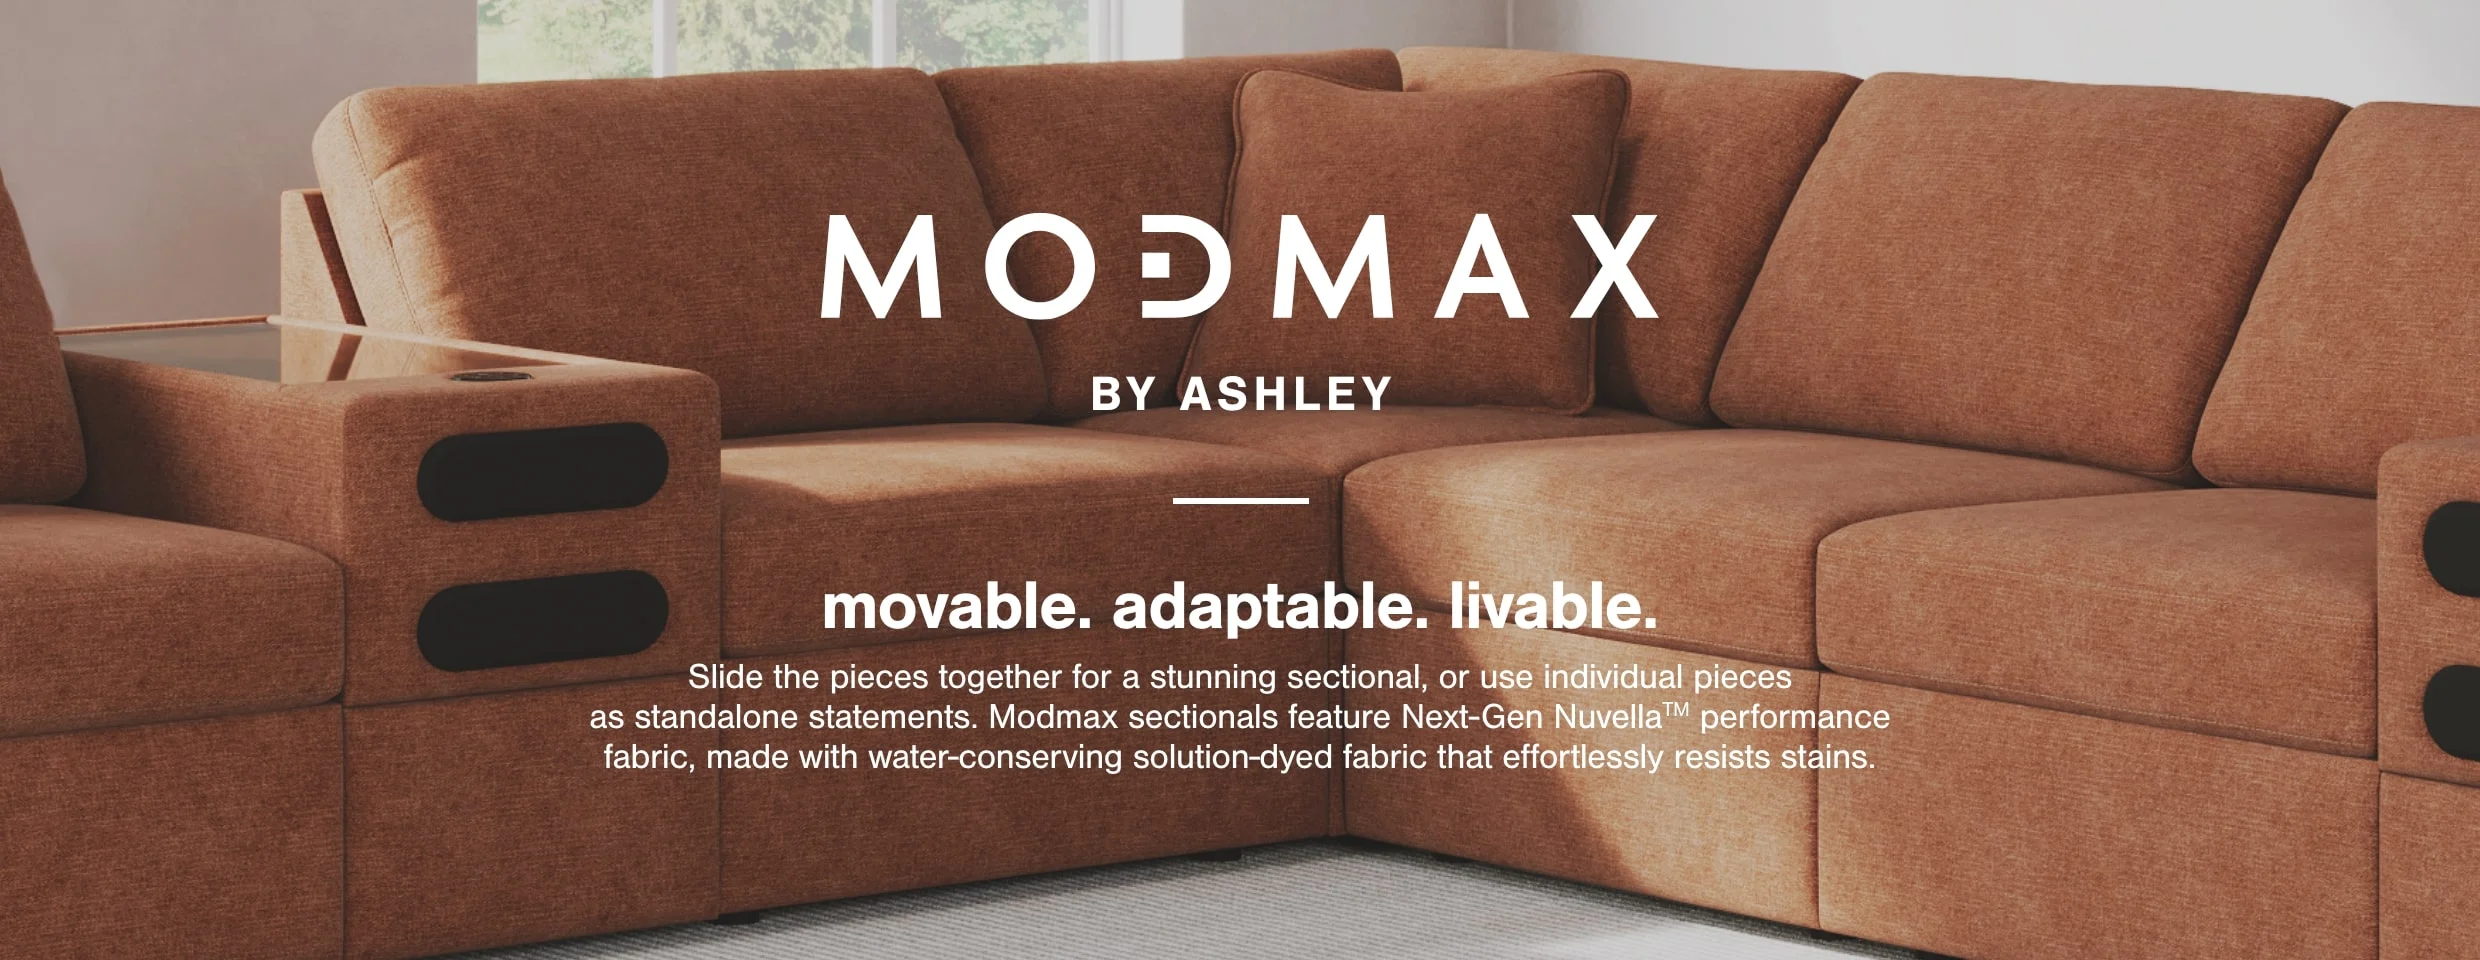 MODMAX
BY ASHLEY
movable. adaptable. livable.
Slide the pieces together for a stunning sectional, or use individual pieces
as standalone statements. Modmax sectionals feature Next-Gen Nuvella™ performance
fabric, made with water-conserving solution-dyed fabric that effortlessly resists stains.